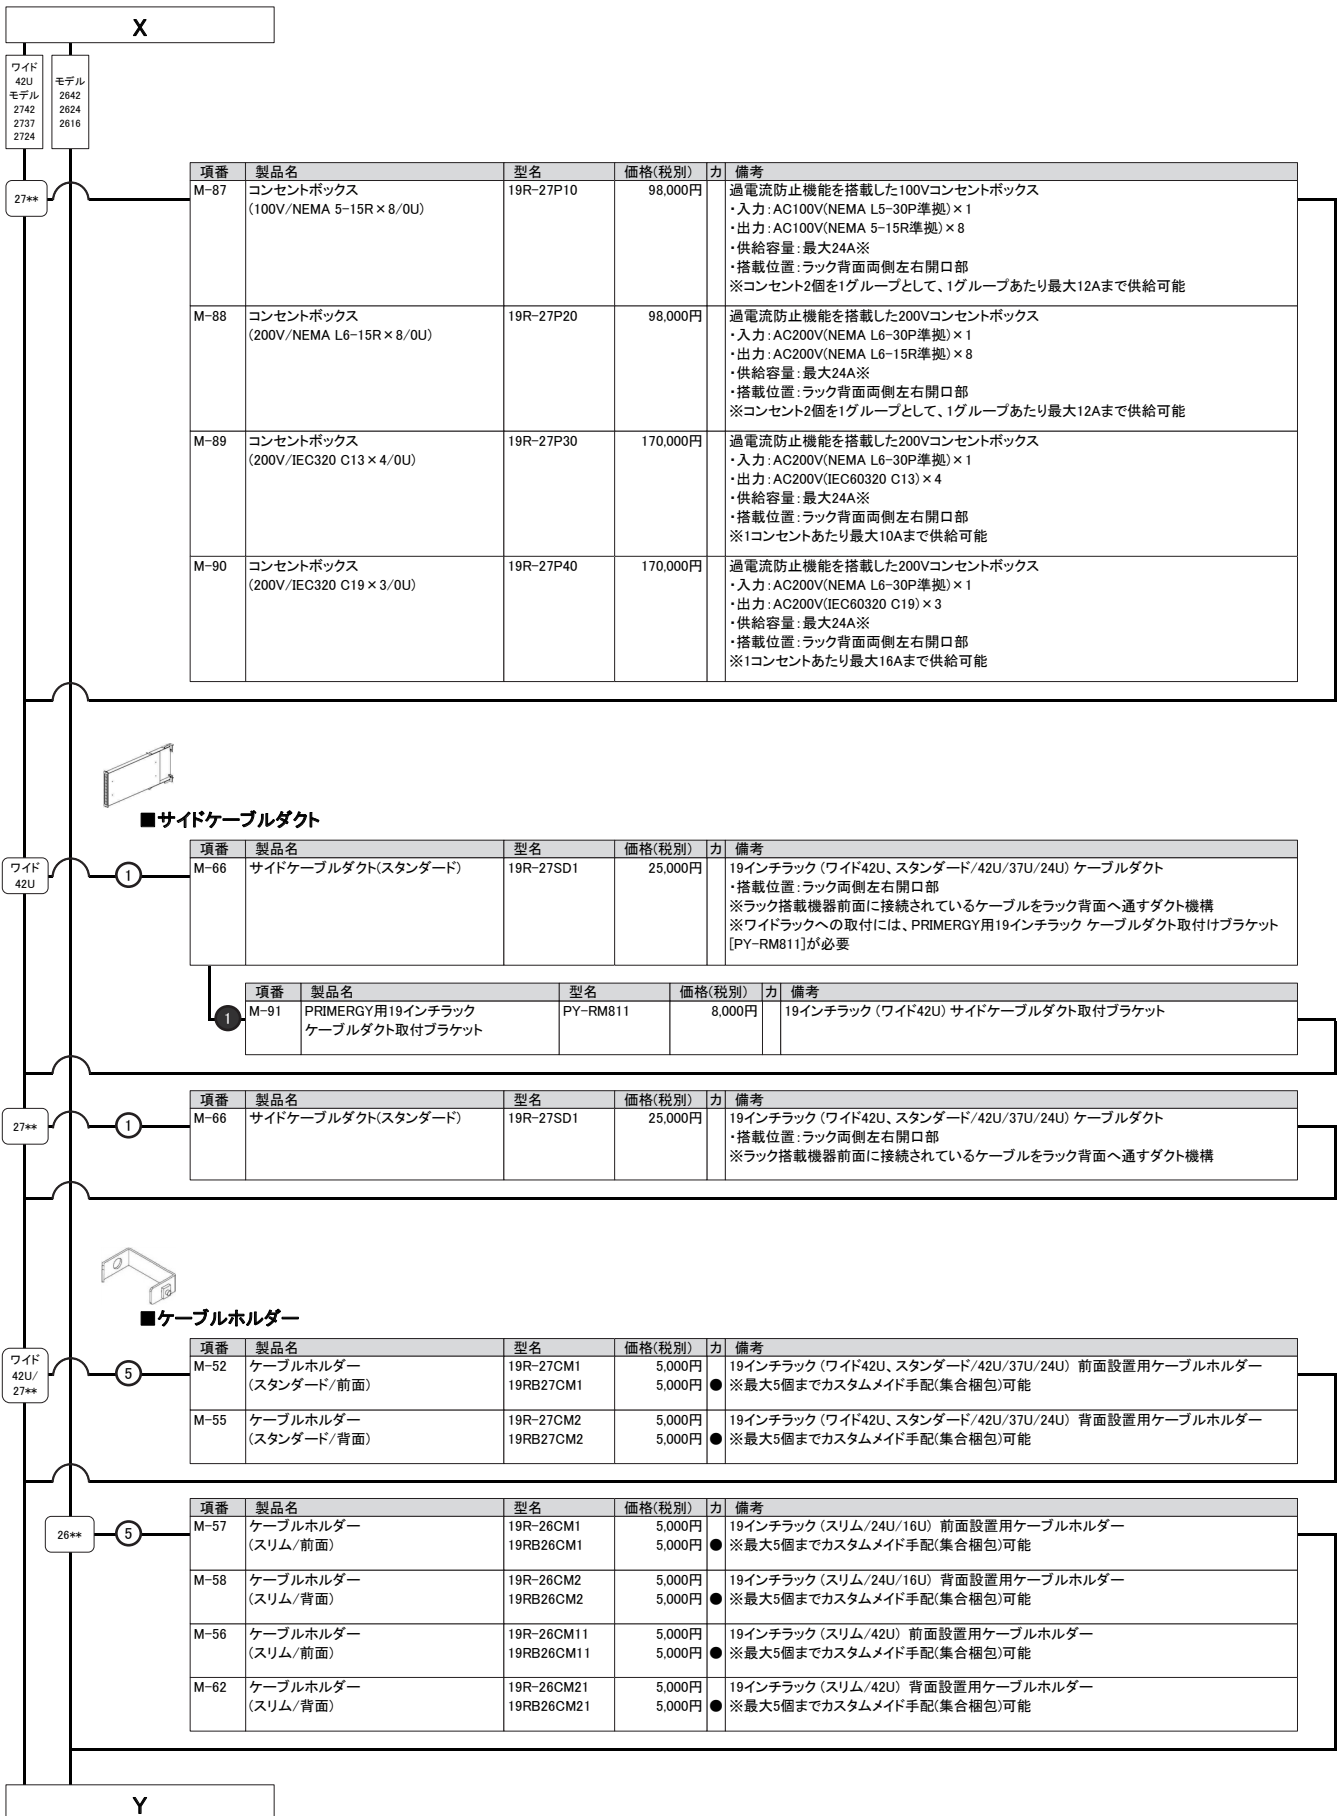 X
ワイド
42U
モデル
2742
2737
2724
モデル
2642
2624
2616
27**
項番 製品名 型名 価格(税別) カ 備考
M-87 コンセントボックス 19R-27P10 98,000円 過電流防止機能を搭載した100Vコンセントボックス
(100V/NEMA 5-15R×8/0U) ・入力:AC100V(NEMA L5-30P準拠)×1
・出力:AC100V(NEMA 5-15R準拠)×8
・供給容量:最大24A※
・搭載位置:ラック背面両側左右開口部
※コンセント2個を1グループとして、1グループあたり最大12Aまで供給可能
M-88 コンセントボックス 19R-27P20 98,000円 過電流防止機能を搭載した200Vコンセントボックス
(200V/NEMA L6-15R×8/0U) ・入力:AC200V(NEMA L6-30P準拠)×1
・出力:AC200V(NEMA L6-15R準拠)×8
・供給容量:最大24A※
・搭載位置:ラック背面両側左右開口部
※コンセント2個を1グループとして、1グループあたり最大12Aまで供給可能
M-89 コンセントボックス 19R-27P30 170,000円 過電流防止機能を搭載した200Vコンセントボックス
(200V/IEC320 C13×4/0U) ・入力:AC200V(NEMA L6-30P準拠)×1
・出力:AC200V(IEC60320 C13)×4
・供給容量:最大24A※
・搭載位置:ラック背面両側左右開口部
※1コンセントあたり最大10Aまで供給可能
M-90 コンセントボックス 19R-27P40 170,000円 過電流防止機能を搭載した200Vコンセントボックス
(200V/IEC320 C19×3/0U) ・入力:AC200V(NEMA L6-30P準拠)×1
・出力:AC200V(IEC60320 C19)×3
・供給容量:最大24A※
・搭載位置:ラック背面両側左右開口部
※1コンセントあたり最大16Aまで供給可能
■サイドケーブルダクト
ワイド
42U
1
項番 製品名 型名 価格(税別) カ 備考
M-66 サイドケーブルダクト(スタンダード) 19R-27SD1 25,000円 19インチラック(ワイド42U、スタンダード/42U/37U/24U)ケーブルダクト
・搭載位置:ラック両側左右開口部
※ラック搭載機器前面に接続されているケーブルをラック背面へ通すダクト機構
※ワイドラックへの取付には、PRIMERGY用19インチラック ケーブルダクト取付けブラケット
[PY-RM811]が必要
項番 製品名 型名 価格(税別) カ 備考
1 M-91 PRIMERGY用19インチラック PY-RM811 8,000円 19インチラック(ワイド42U)サイドケーブルダクト取付ブラケット
ケーブルダクト取付ブラケット
27**
1
項番 製品名 型名 価格(税別) カ 備考
M-66 サイドケーブルダクト(スタンダード) 19R-27SD1 25,000円 19インチラック(ワイド42U、スタンダード/42U/37U/24U)ケーブルダクト
・搭載位置:ラック両側左右開口部
※ラック搭載機器前面に接続されているケーブルをラック背面へ通すダクト機構
■ケーブルホルダー
ワイド
42U/
27**
5
項番 製品名 型名 価格(税別) カ 備考
M-52 ケーブルホルダー 19R-27CM1 5,000円 19インチラック(ワイド42U、スタンダード/42U/37U/24U) 前面設置用ケーブルホルダー
(スタンダード/前面) 19RB27CM1 5,000円 ● ※最大5個までカスタムメイド手配(集合梱包)可能
M-55 ケーブルホルダー 19R-27CM2 5,000円 19インチラック(ワイド42U、スタンダード/42U/37U/24U) 背面設置用ケーブルホルダー
(スタンダード/背面) 19RB27CM2 5,000円 ● ※最大5個までカスタムメイド手配(集合梱包)可能
26**
5
項番 製品名 型名 価格(税別) カ 備考
M-57 ケーブルホルダー 19R-26CM1 5,000円 19インチラック(スリム/24U/16U) 前面設置用ケーブルホルダー
(スリム/前面) 19RB26CM1 5,000円 ● ※最大5個までカスタムメイド手配(集合梱包)可能
M-58 ケーブルホルダー 19R-26CM2 5,000円 19インチラック(スリム/24U/16U) 背面設置用ケーブルホルダー
(スリム/背面) 19RB26CM2 5,000円 ● ※最大5個までカスタムメイド手配(集合梱包)可能
M-56 ケーブルホルダー 19R-26CM11 5,000円 19インチラック(スリム/42U) 前面設置用ケーブルホルダー
(スリム/前面) 19RB26CM11 5,000円 ● ※最大5個までカスタムメイド手配(集合梱包)可能
M-62 ケーブルホルダー 19R-26CM21 5,000円 19インチラック(スリム/42U) 背面設置用ケーブルホルダー
(スリム/背面) 19RB26CM21 5,000円 ● ※最大5個までカスタムメイド手配(集合梱包)可能
Y